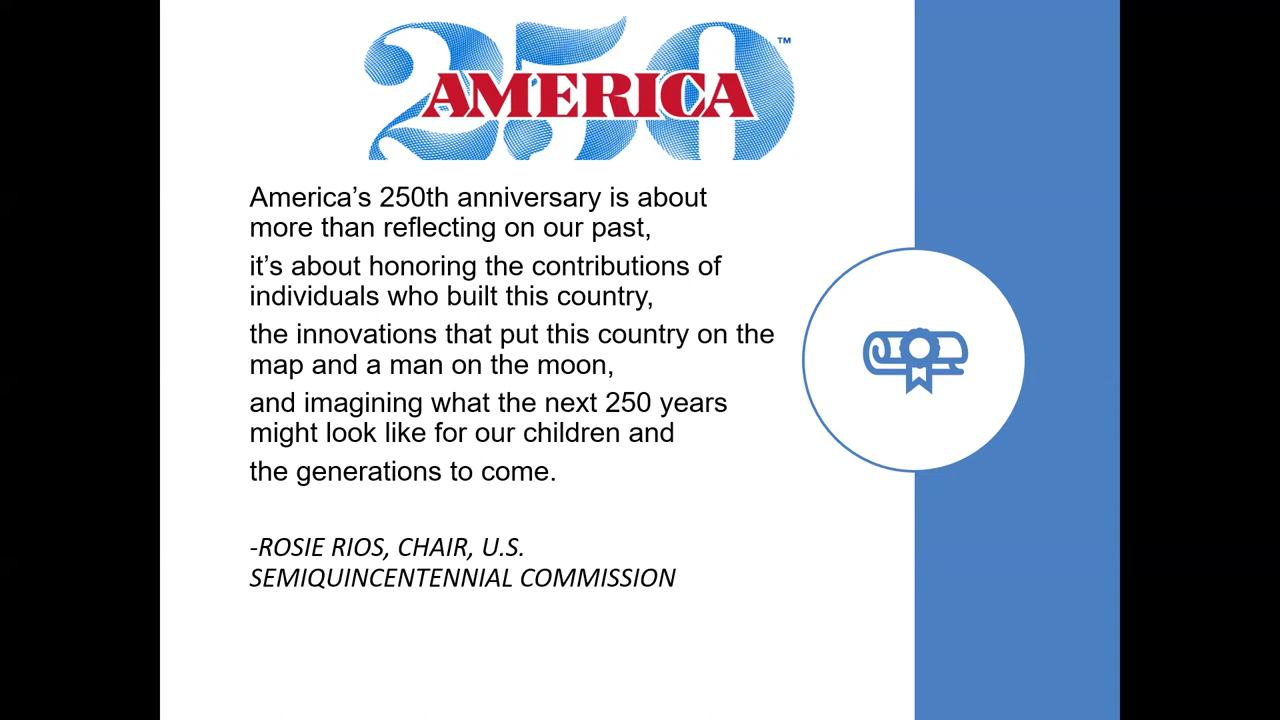 250
AMERICA
™
America’s 250th anniversary is about
more than reflecting on our past,
it’s about honoring the contributions of
individuals who built this country,
the innovations that put this country on the
map and a man on the moon,
and imagining what the next 250 years
might look like for our children and
the generations to come.
-ROSIE RIOS, CHAIR, U.S.
SEMIQUINCENTENNIAL COMMISSION